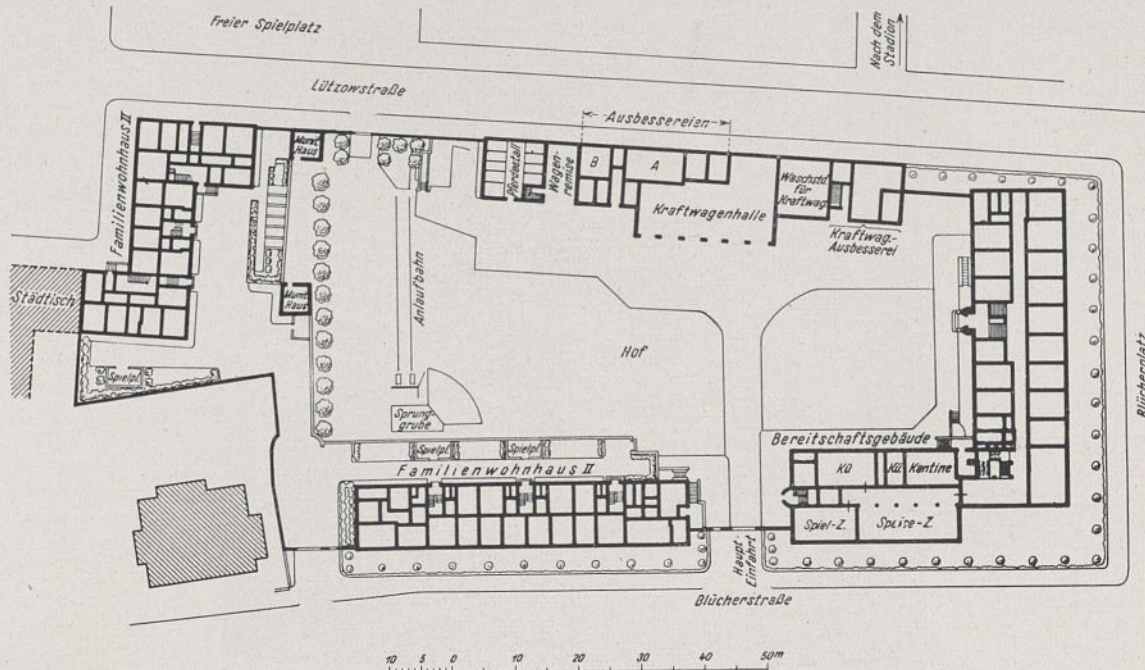 Freier Spielplatz
Nach dem
Stadion
Lützowstraße
Ausbessereien
Familienwohnhaus II
Müll
Haus
Pferdestall
Wagen-
remise
B
A
Waschstd
für
Kraftwag.
Kraftwagenhalle
Kraftwag.-
Ausbesserei
Städtisch
Müll
Haus
Anlaufbahn
Hof
Blücherplatz
Spielpl.
Sprung-
grube
Spielpl.
Spielpl.
Bereitschaftsgebäude
Familienwohnhaus II
Kü
Kü
Kantine
Spiel-Z.
Speise-Z.
Haupt-
Einfahrt
Blücherstraße
10 5 0 10 20 30 40 50m